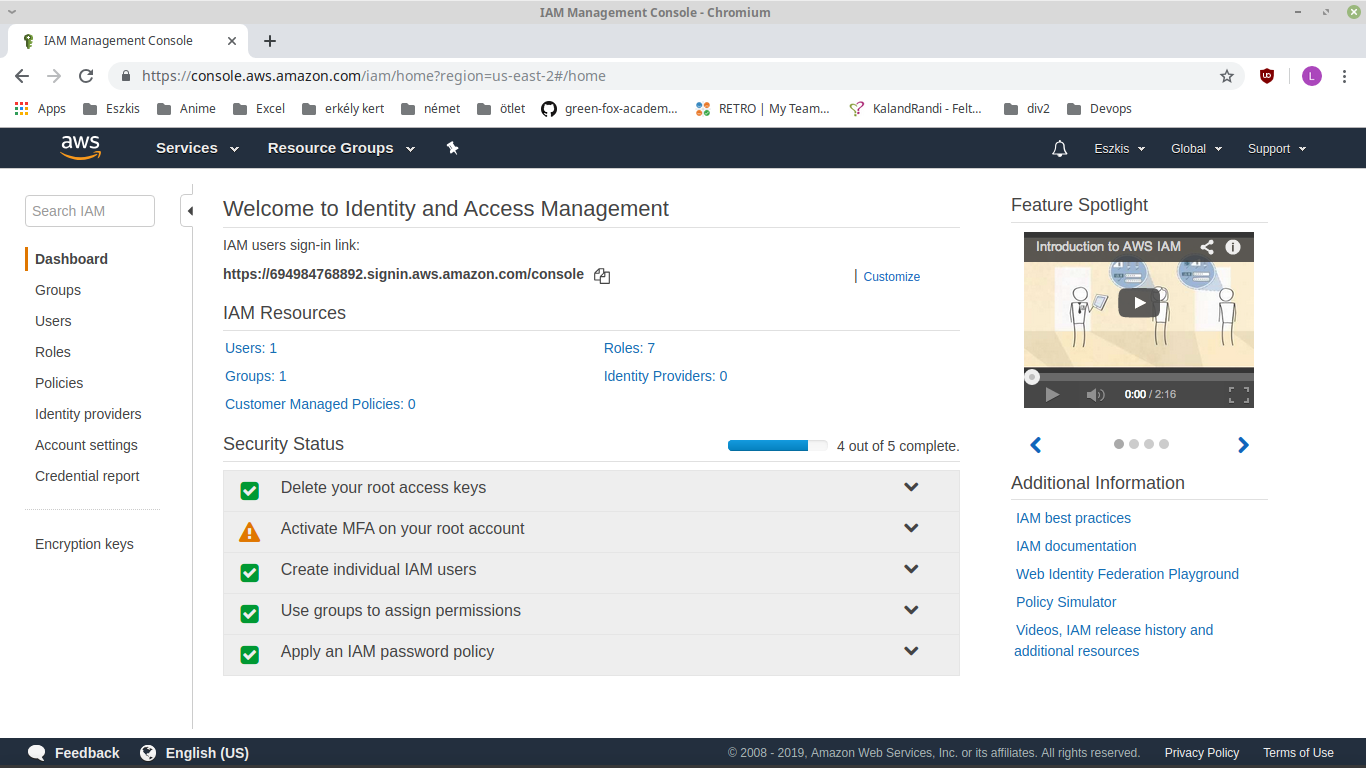 IAM Management Console - Chromium
IAM Management Console
https://console.aws.amazon.com/iam/home?region=us-east-2#/home
L
Apps Eszkis Anime Excel erkély kert német ötlet green-fox-academ... RETRO | My Team... KalandRandi - Felt... div2 Devops
aws Services Resource Groups Eszkis Global Support
Search IAM
Dashboard
Groups
Users
Roles
Policies
Identity providers
Account settings
Credential report
Encryption keys
Welcome to Identity and Access Management
IAM users sign-in link:
https://694984768892.signin.aws.amazon.com/console
Customize
IAM Resources
Users: 1
Roles: 7
Groups: 1
Identity Providers: 0
Customer Managed Policies: 0
Security Status
4 out of 5 complete.
Delete your root access keys
Activate MFA on your root account
Create individual IAM users
Use groups to assign permissions
Apply an IAM password policy
Feature Spotlight
Introduction to AWS IAM
0:00 / 2:16
Additional Information
IAM best practices
IAM documentation
Web Identity Federation Playground
Policy Simulator
Videos, IAM release history and
additional resources
Feedback English (US) © 2008 - 2019, Amazon Web Services, Inc. or its affiliates. All rights reserved. Privacy Policy Terms of Use